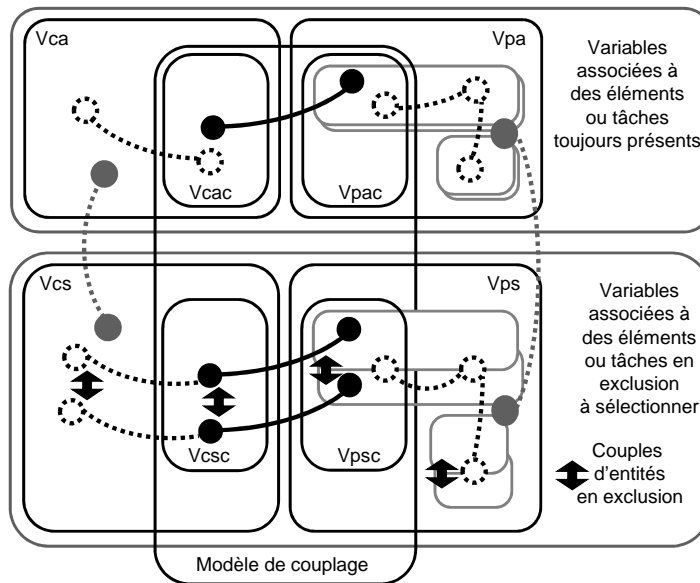 Vca
Vpa
Variables
associées à
des éléments
ou tâches
toujours présents
Vcac
Vpac
Vcs
Vps
Variables
associées à
des éléments
ou tâches en
exclusion
à sélectionner
Vcsc
Vpsc
Couples
d'entités
en exclusion
Modèle de couplage